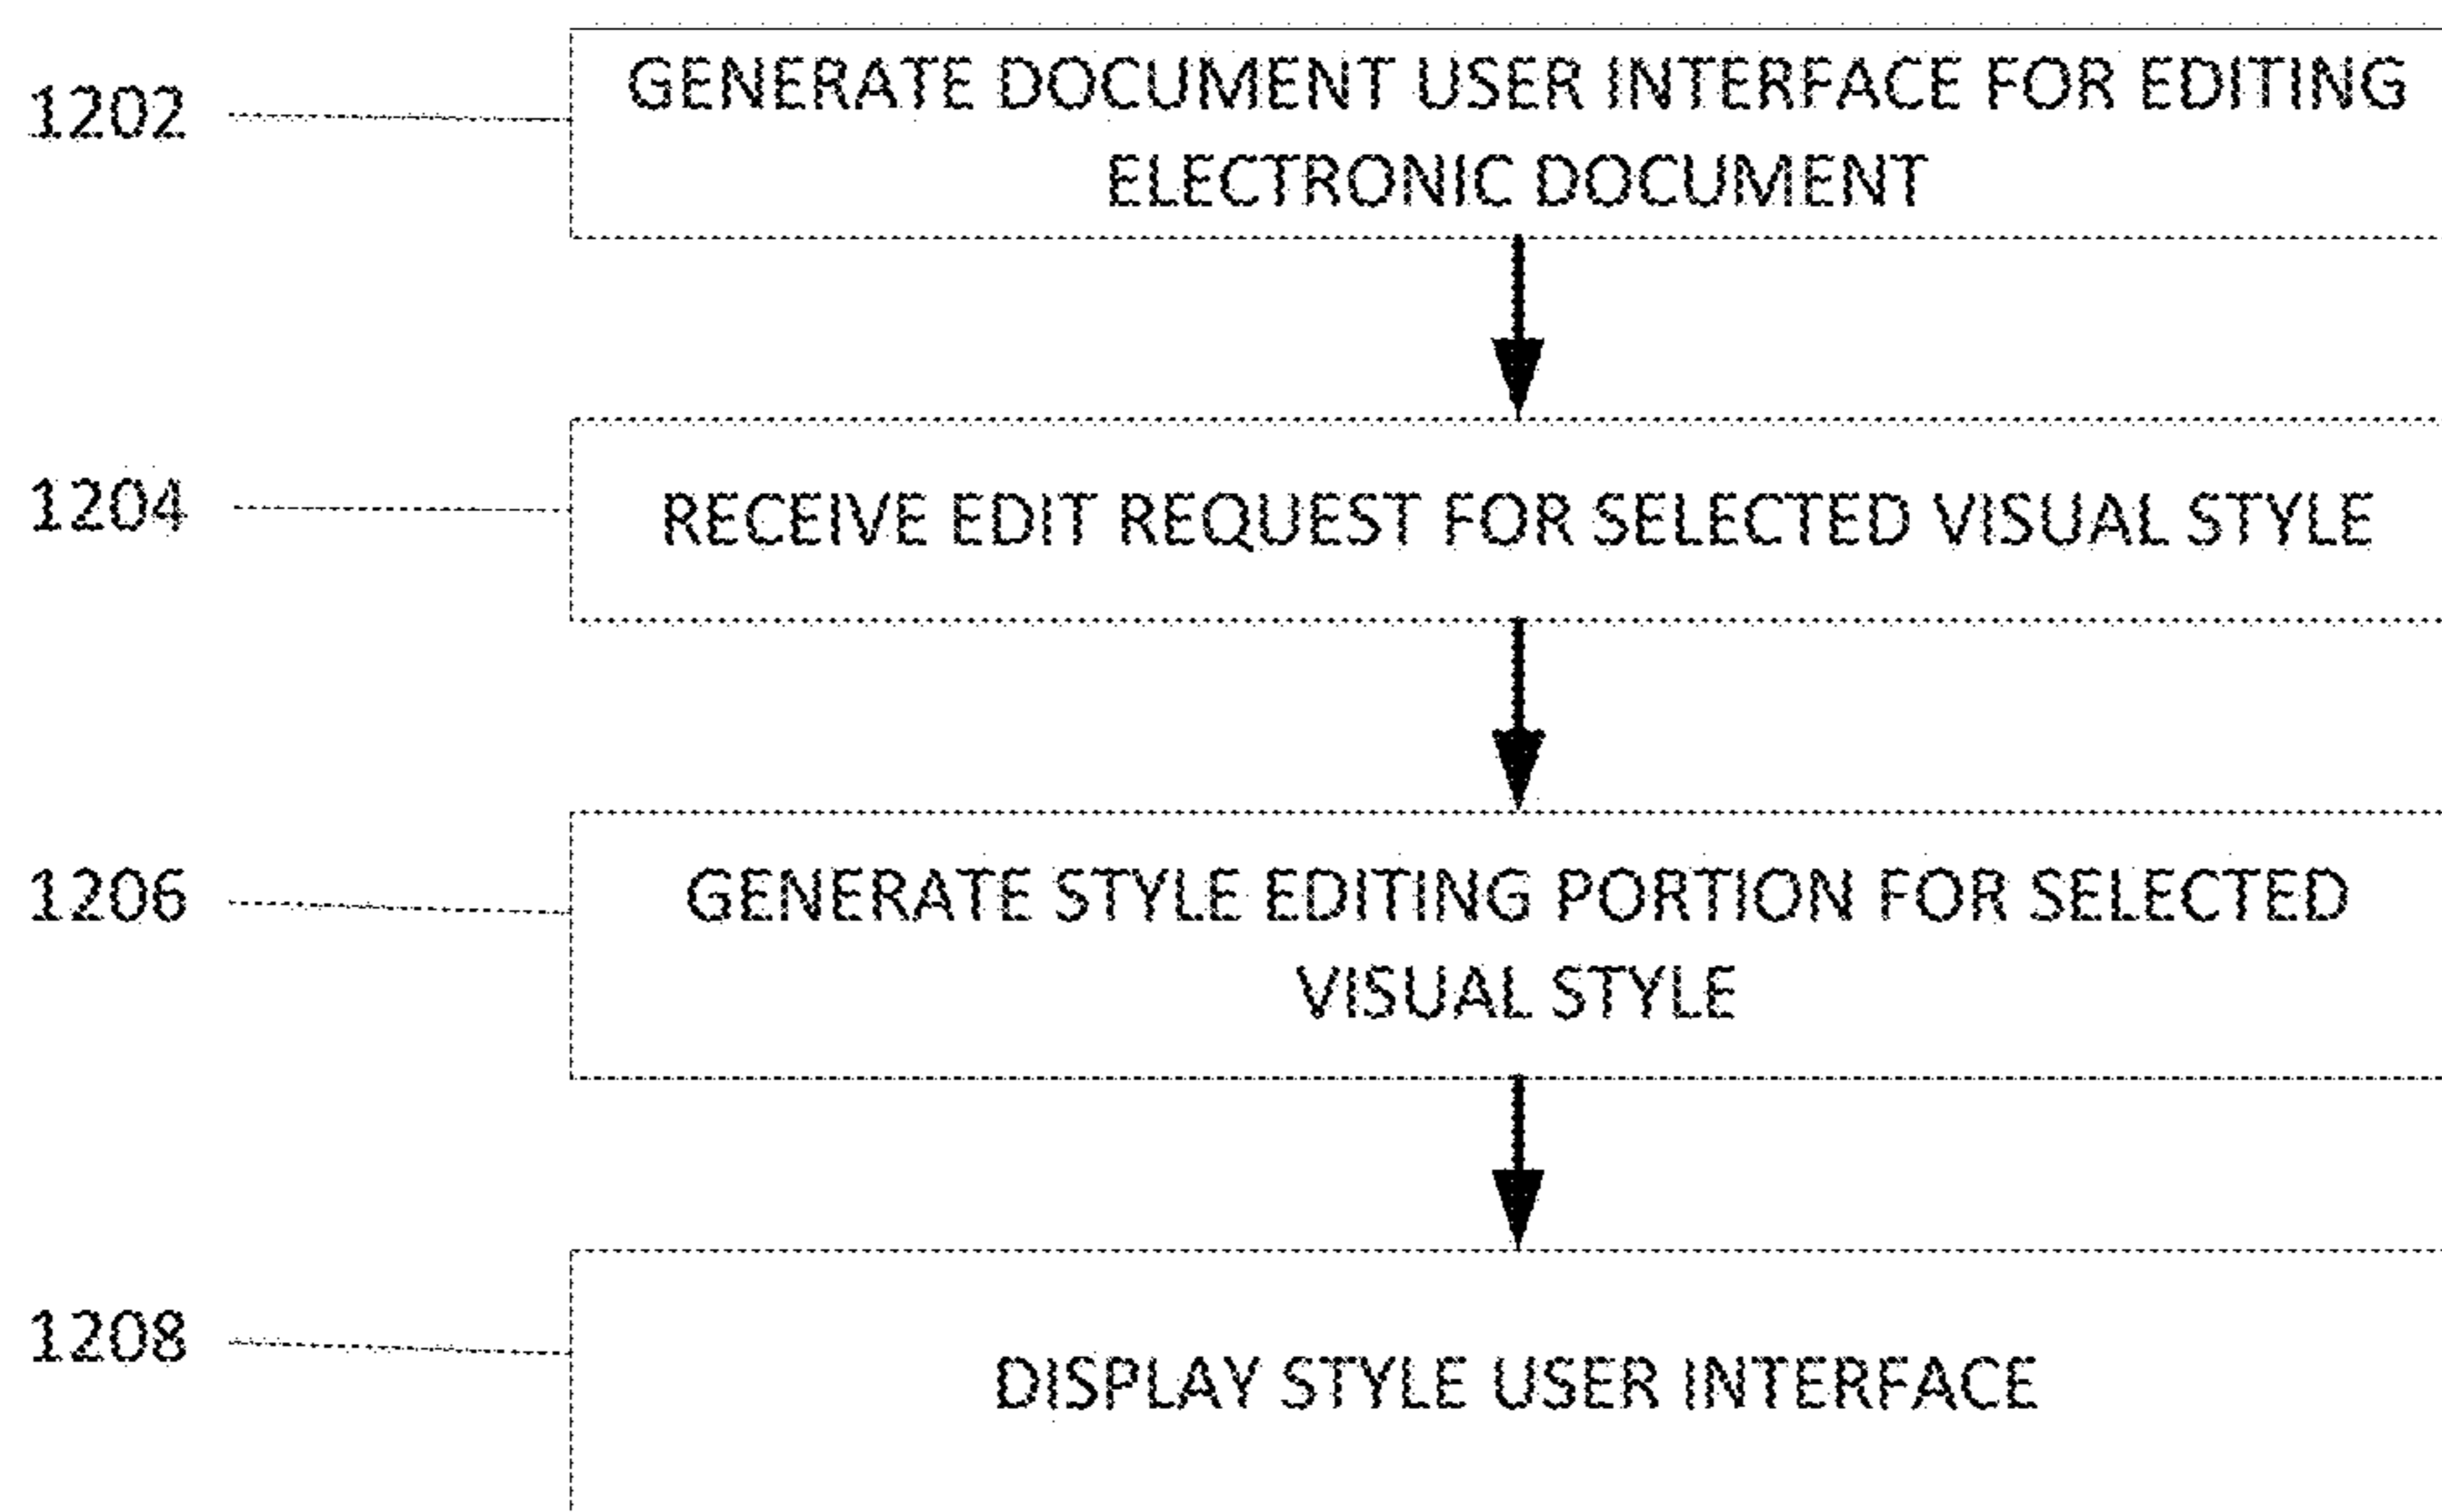 1202
GENERATE DOCUMENT USER INTERFACE FOR EDITING
ELECTRONIC DOCUMENT
1204
RECEIVE EDIT REQUEST FOR SELECTED VISUAL STYLE
1206
GENERATE STYLE EDITING PORTION FOR SELECTED
VISUAL STYLE
1208
DISPLAY STYLE USER INTERFACE